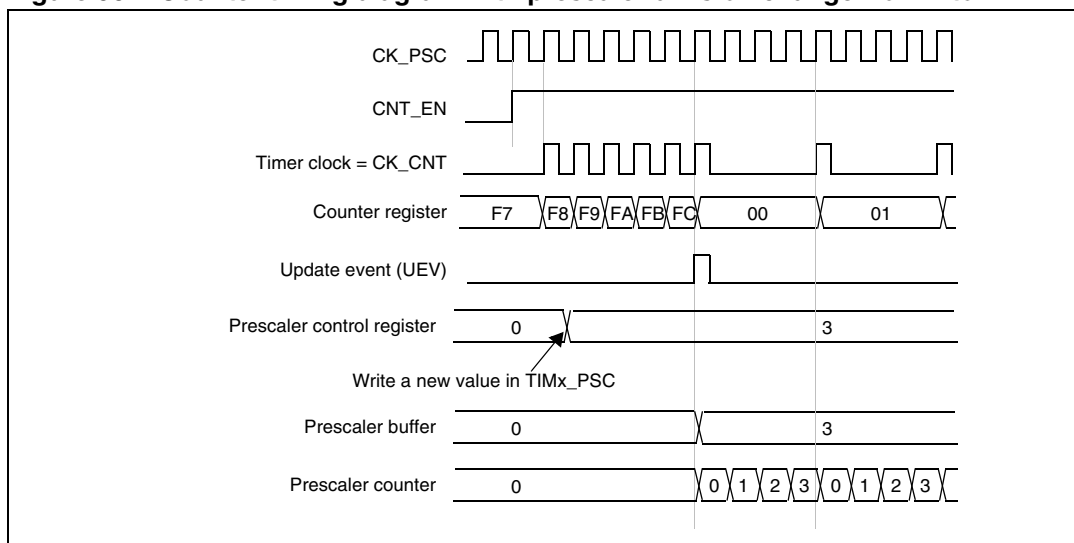 CK_PSC
CNT_EN
Timer clock = CK_CNT
Counter register F7 F8 F9 FA FB FC 00 01
Update event (UEV)
Prescaler control register 0 3
Write a new value in TIMx_PSC
Prescaler buffer 0 3
Prescaler counter 0 0 1 2 3 0 1 2 3